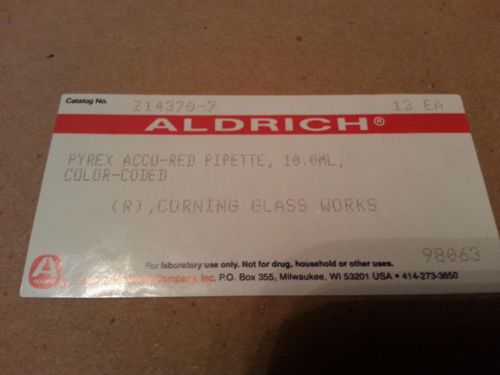 Catalog No. Z14370-7 12 EA
ALDRICH®
PYREX ACCU-RED PIPETTE, 10.0ML,
COLOR-CODED
(R),CORNING GLASS WORKS
For laboratory use only. Not for drug, household or other uses.
98063
Company, Inc. P.O. Box 355, Milwaukee, WI 53201 USA • 414-273-3850